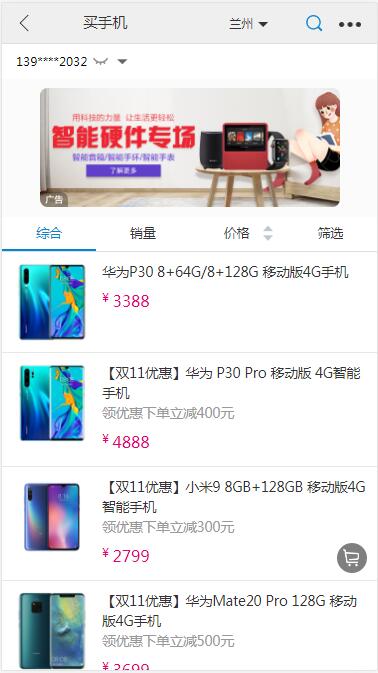 买手机
兰州
139****2032
用科技的力量 让生活更轻松
智能硬件专场
智能音箱/智能手环/智能手表
了解更多
广告
综合
销量
价格
筛选
华为P30 8+64G/8+128G 移动版4G手机
¥ 3388
【双11优惠】华为 P30 Pro 移动版 4G智能
手机
领优惠下单立减400元
¥ 4888
【双11优惠】小米9 8GB+128GB 移动版4G
智能手机
领优惠下单立减300元
¥ 2799
【双11优惠】华为Mate20 Pro 128G 移动
版4G手机
领优惠下单立减500元
¥ 3699